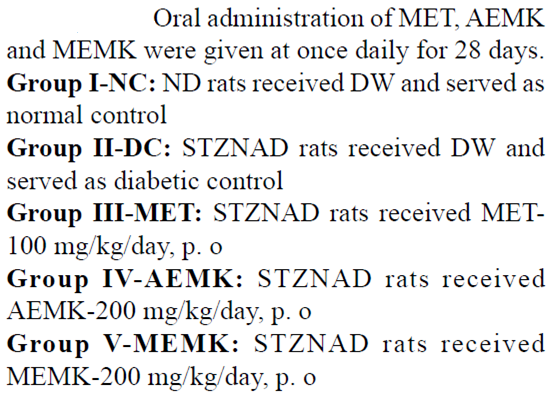 Oral administration of MET, AEMK
and MEMK were given at once daily for 28 days.
Group I-NC: ND rats received DW and served as
normal control
Group II-DC: STZNAD rats received DW and
served as diabetic control
Group III-MET: STZNAD rats received MET-
100 mg/kg/day, p. o
Group IV-AEMK: STZNAD rats received
AEMK-200 mg/kg/day, p. o
Group V-MEMK: STZNAD rats received
MEMK-200 mg/kg/day, p. o